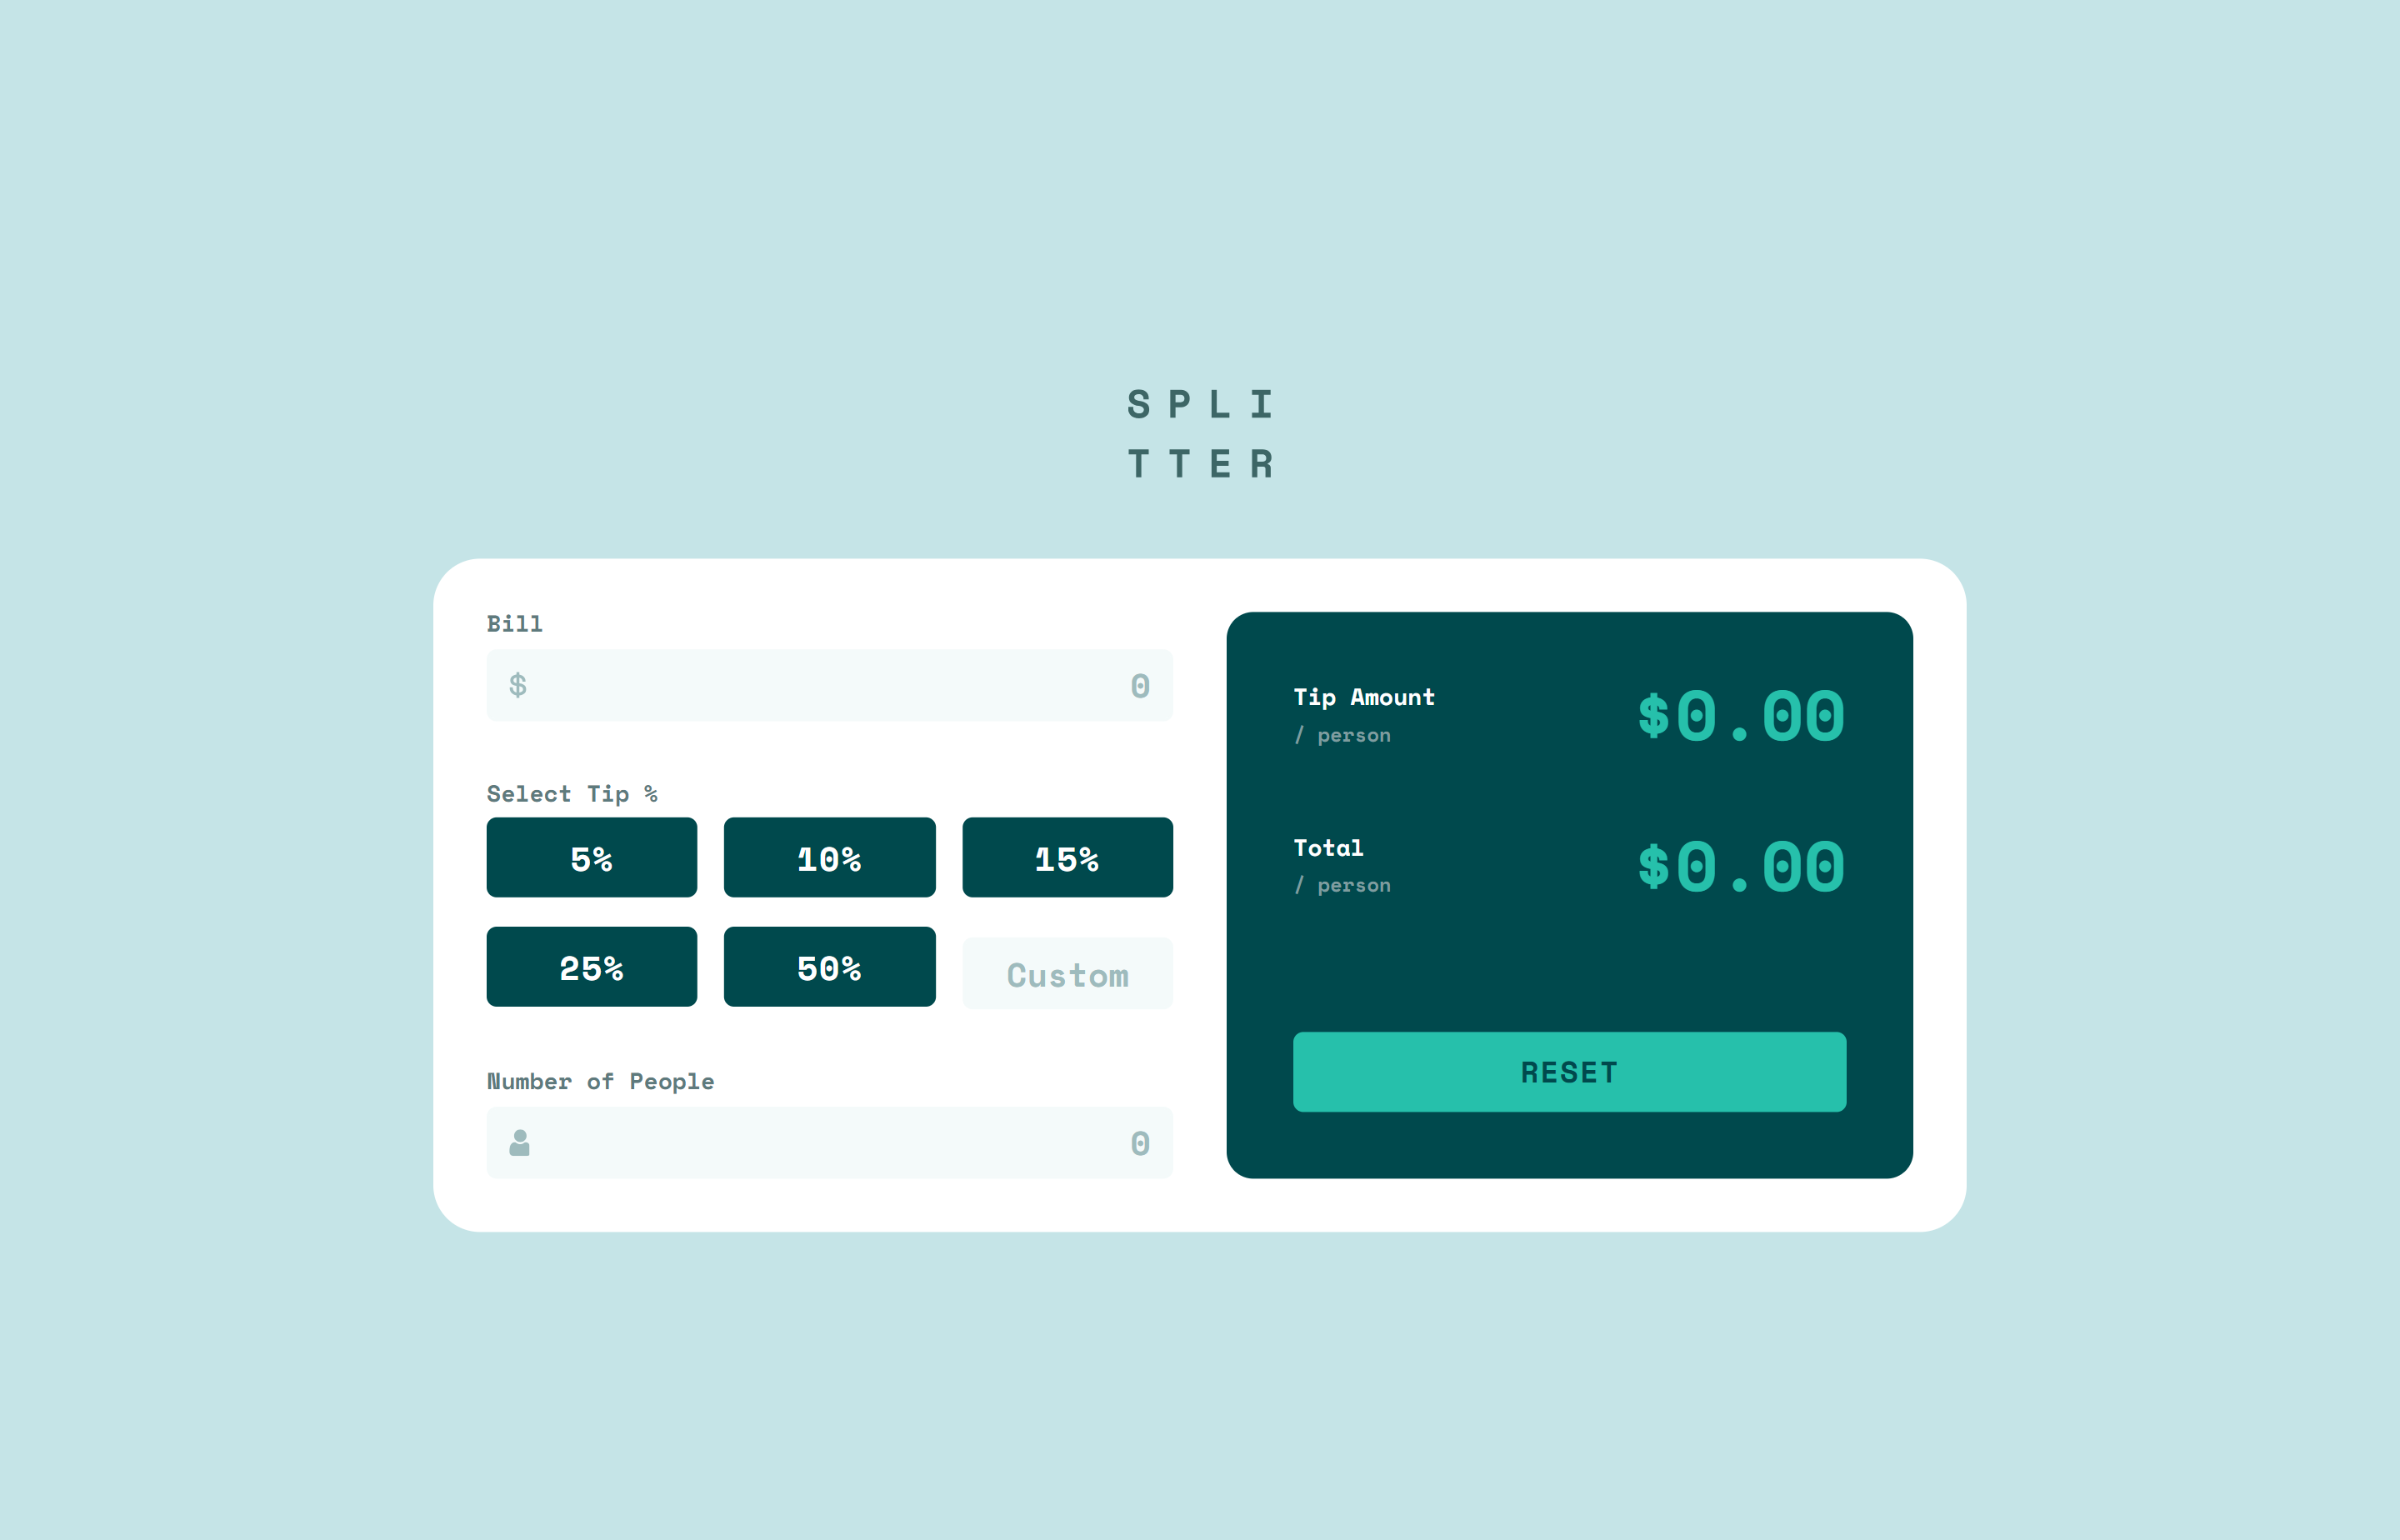 SPLI
TTER
Bill
$ 0
Select Tip %
5% 10% 15%
25% 50% Custom
Number of People
0
Tip Amount
/ person
$0.00
Total
/ person
$0.00
RESET